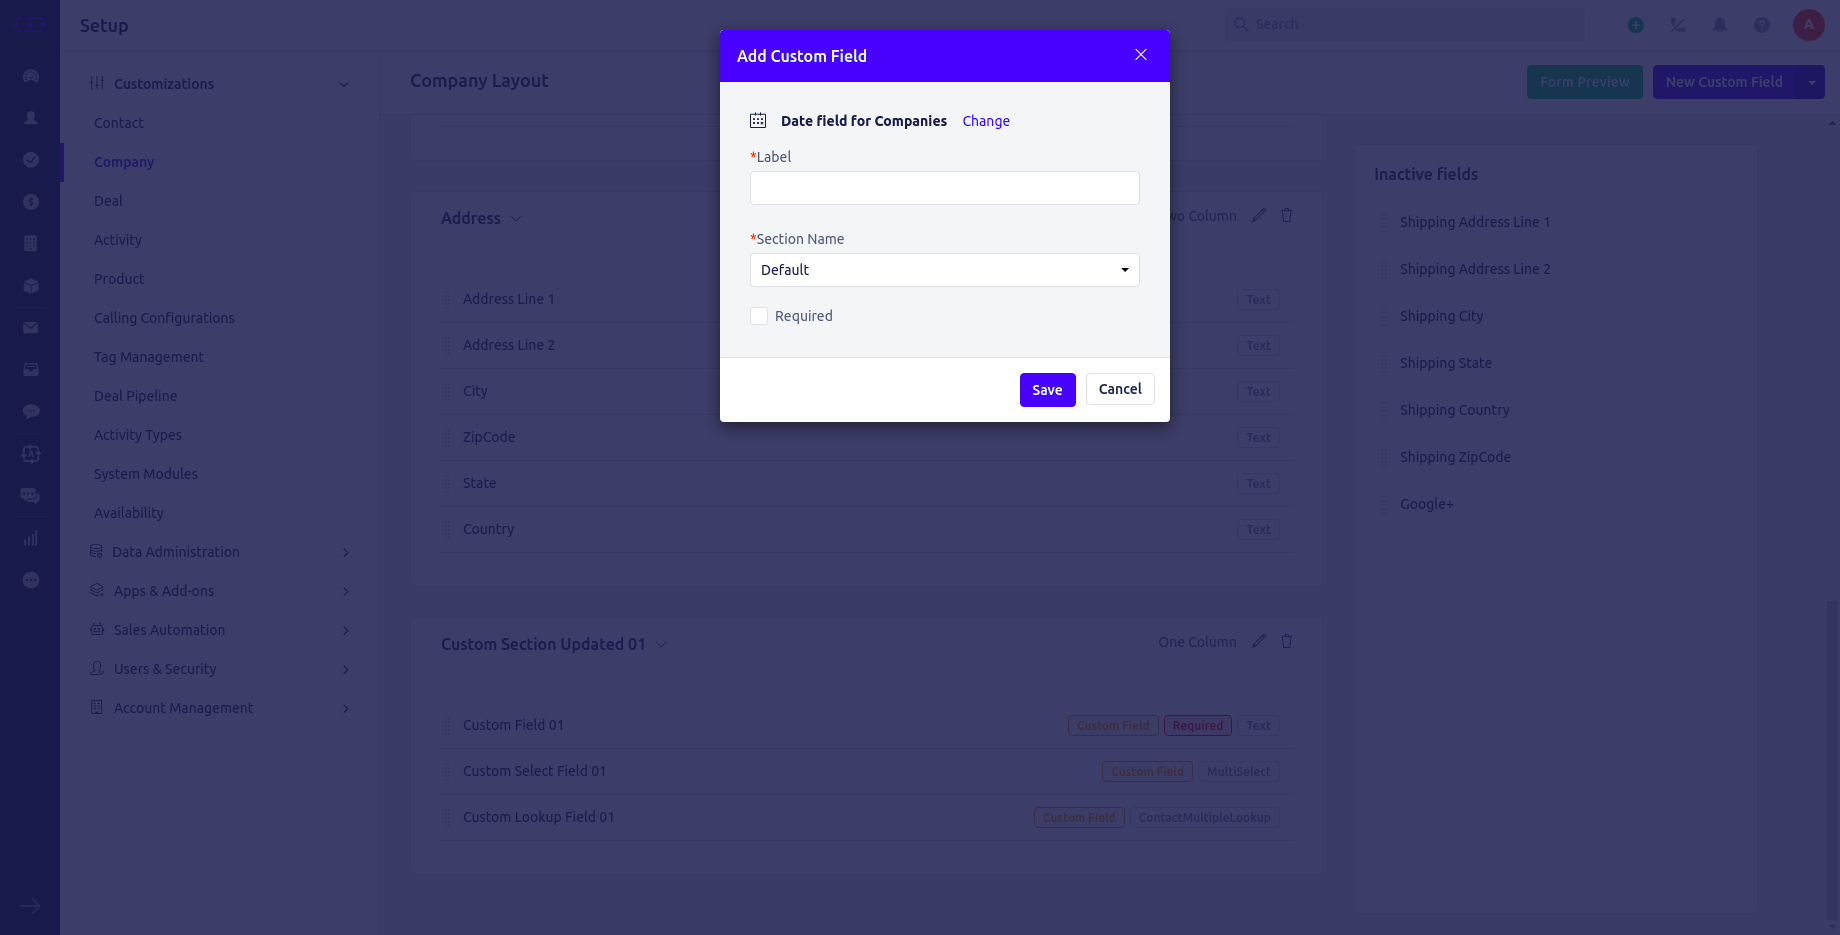 Setup
Search
A
Customizations
Contact
Company
Deal
Activity
Product
Calling Configurations
Tag Management
Deal Pipeline
Activity Types
System Modules
Availability
Data Administration
Apps & Add-ons
Sales Automation
Users & Security
Account Management
Company Layout
Form Preview
New Custom Field
Add Custom Field
Date field for Companies Change
*Label
*Section Name
Default
Required
Save Cancel
Address
Column
Address Line 1 Text
Address Line 2 Text
City Text
ZipCode Text
State Text
Country Text
Custom Section Updated 01 One Column
Custom Field 01 Custom Field Required Text
Custom Select Field 01 Custom Field MultiSelect
Custom Lookup Field 01 Custom Field ContactMultipleLookup
Inactive fields
Shipping Address Line 1
Shipping Address Line 2
Shipping City
Shipping State
Shipping Country
Shipping ZipCode
Google+